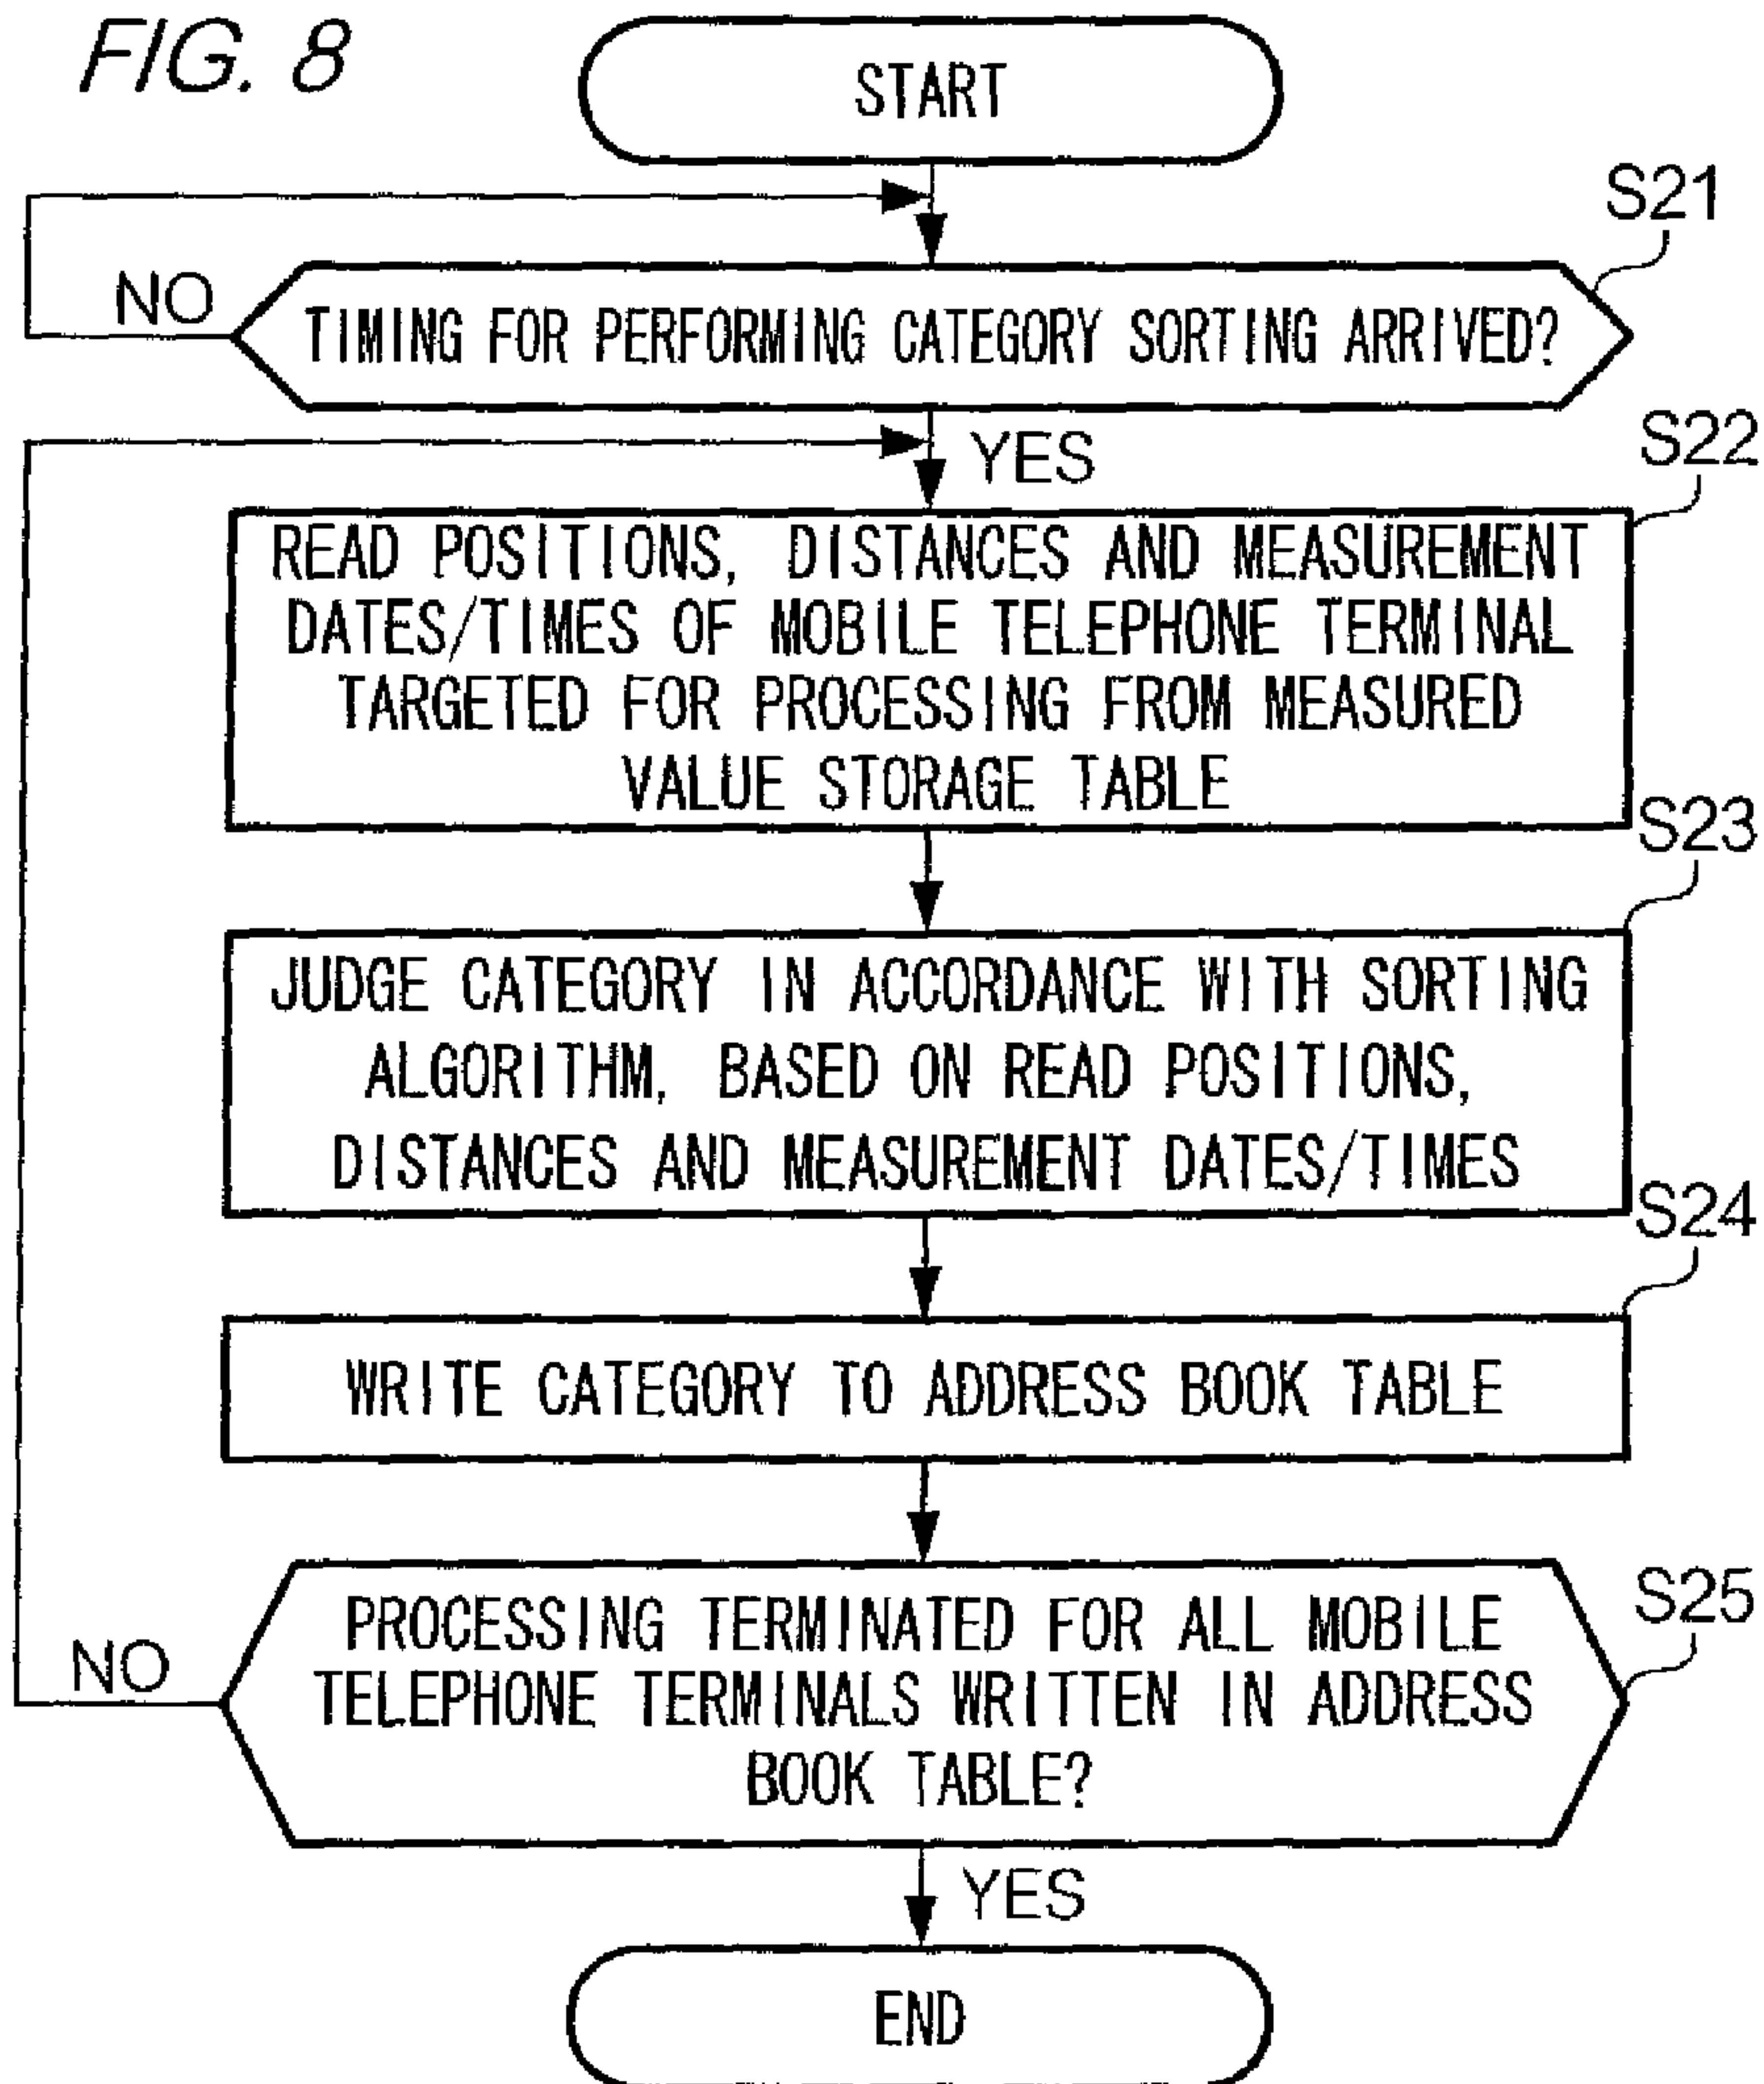 FIG. 8
START
S21
NO
TIMING FOR PERFORMING CATEGORY SORTING ARRIVED?
YES
S22
READ POSITIONS, DISTANCES AND MEASUREMENT
DATES/TIMES OF MOBILE TELEPHONE TERMINAL
TARGETED FOR PROCESSING FROM MEASURED
VALUE STORAGE TABLE
S23
JUDGE CATEGORY IN ACCORDANCE WITH SORTING
ALGORITHM, BASED ON READ POSITIONS,
DISTANCES AND MEASUREMENT DATES/TIMES
S24
WRITE CATEGORY TO ADDRESS BOOK TABLE
S25
NO
PROCESSING TERMINATED FOR ALL MOBILE
TELEPHONE TERMINALS WRITTEN IN ADDRESS
BOOK TABLE?
YES
END